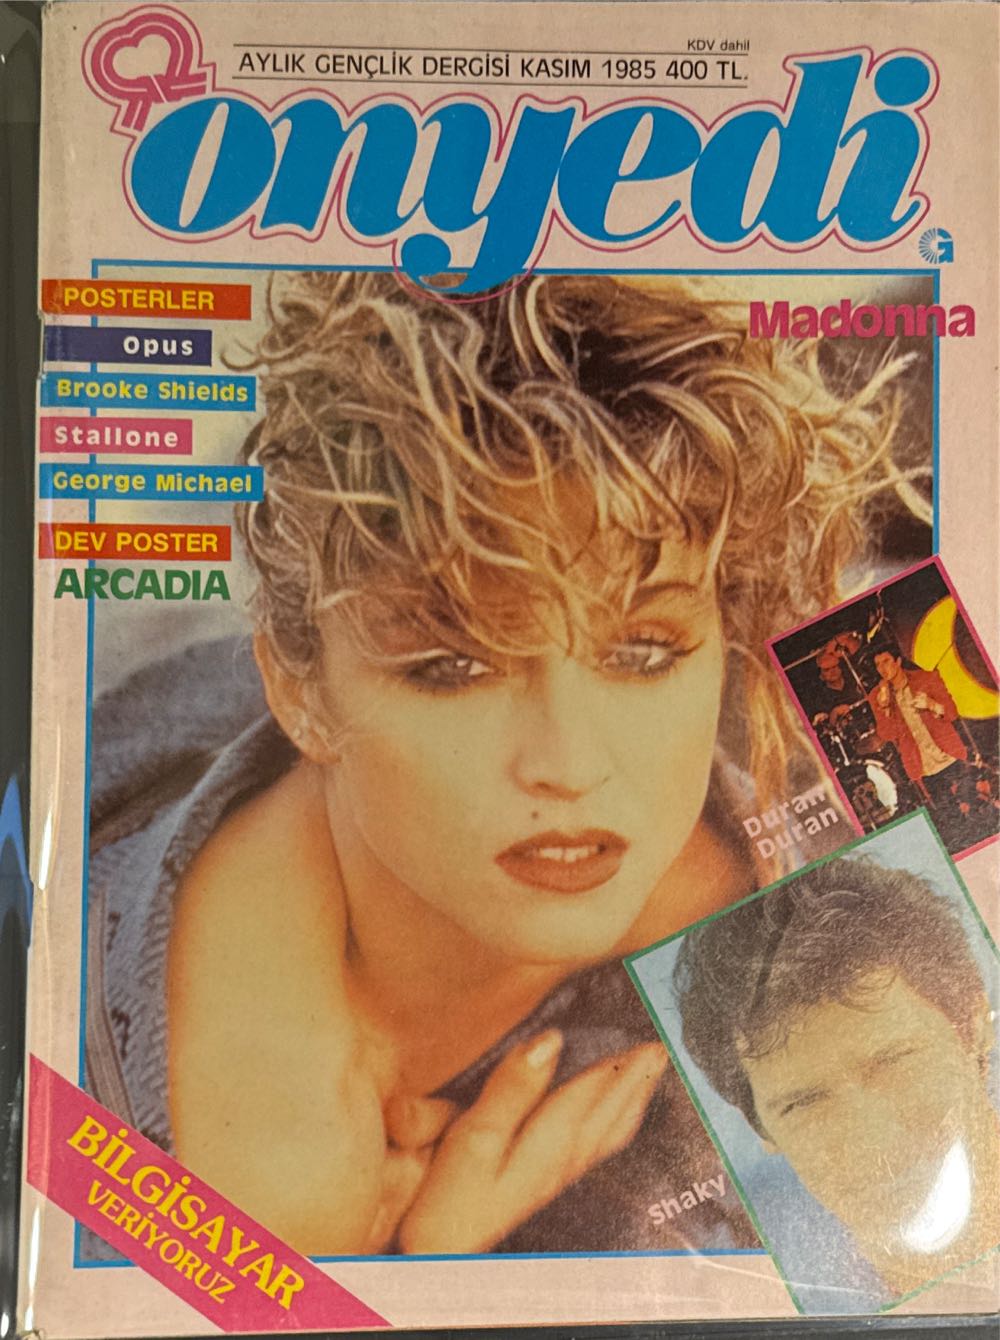 KDV dahil
AYLIK GENÇLİK DERGİSİ KASIM 1985 400 TL.
onyedi
G
POSTERLER
Opus
Brooke Shields
Stallone
George Michael
DEV POSTER
ARCADIA
Madonna
Duran
Duran
Shaky
BİLGİSAYAR
VERİYORUZ